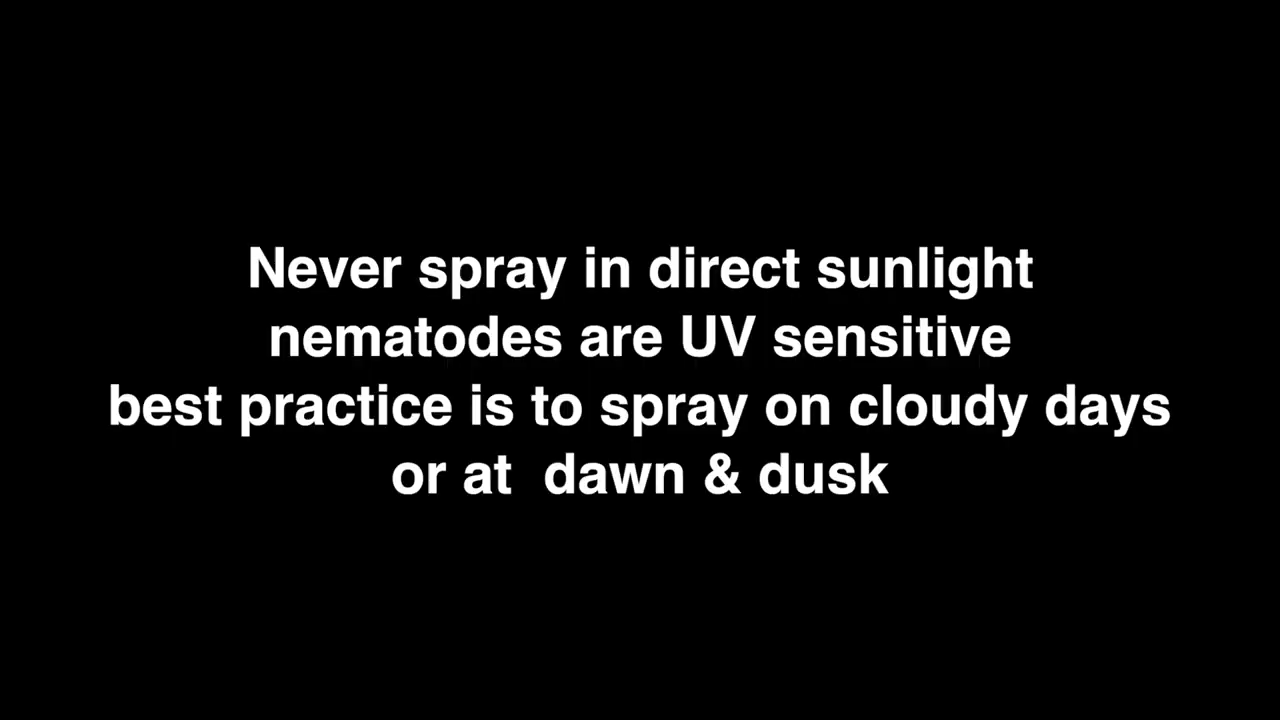 Never spray in direct sunlight
nematodes are UV sensitive
best practice is to spray on cloudy days
or at  dawn & dusk